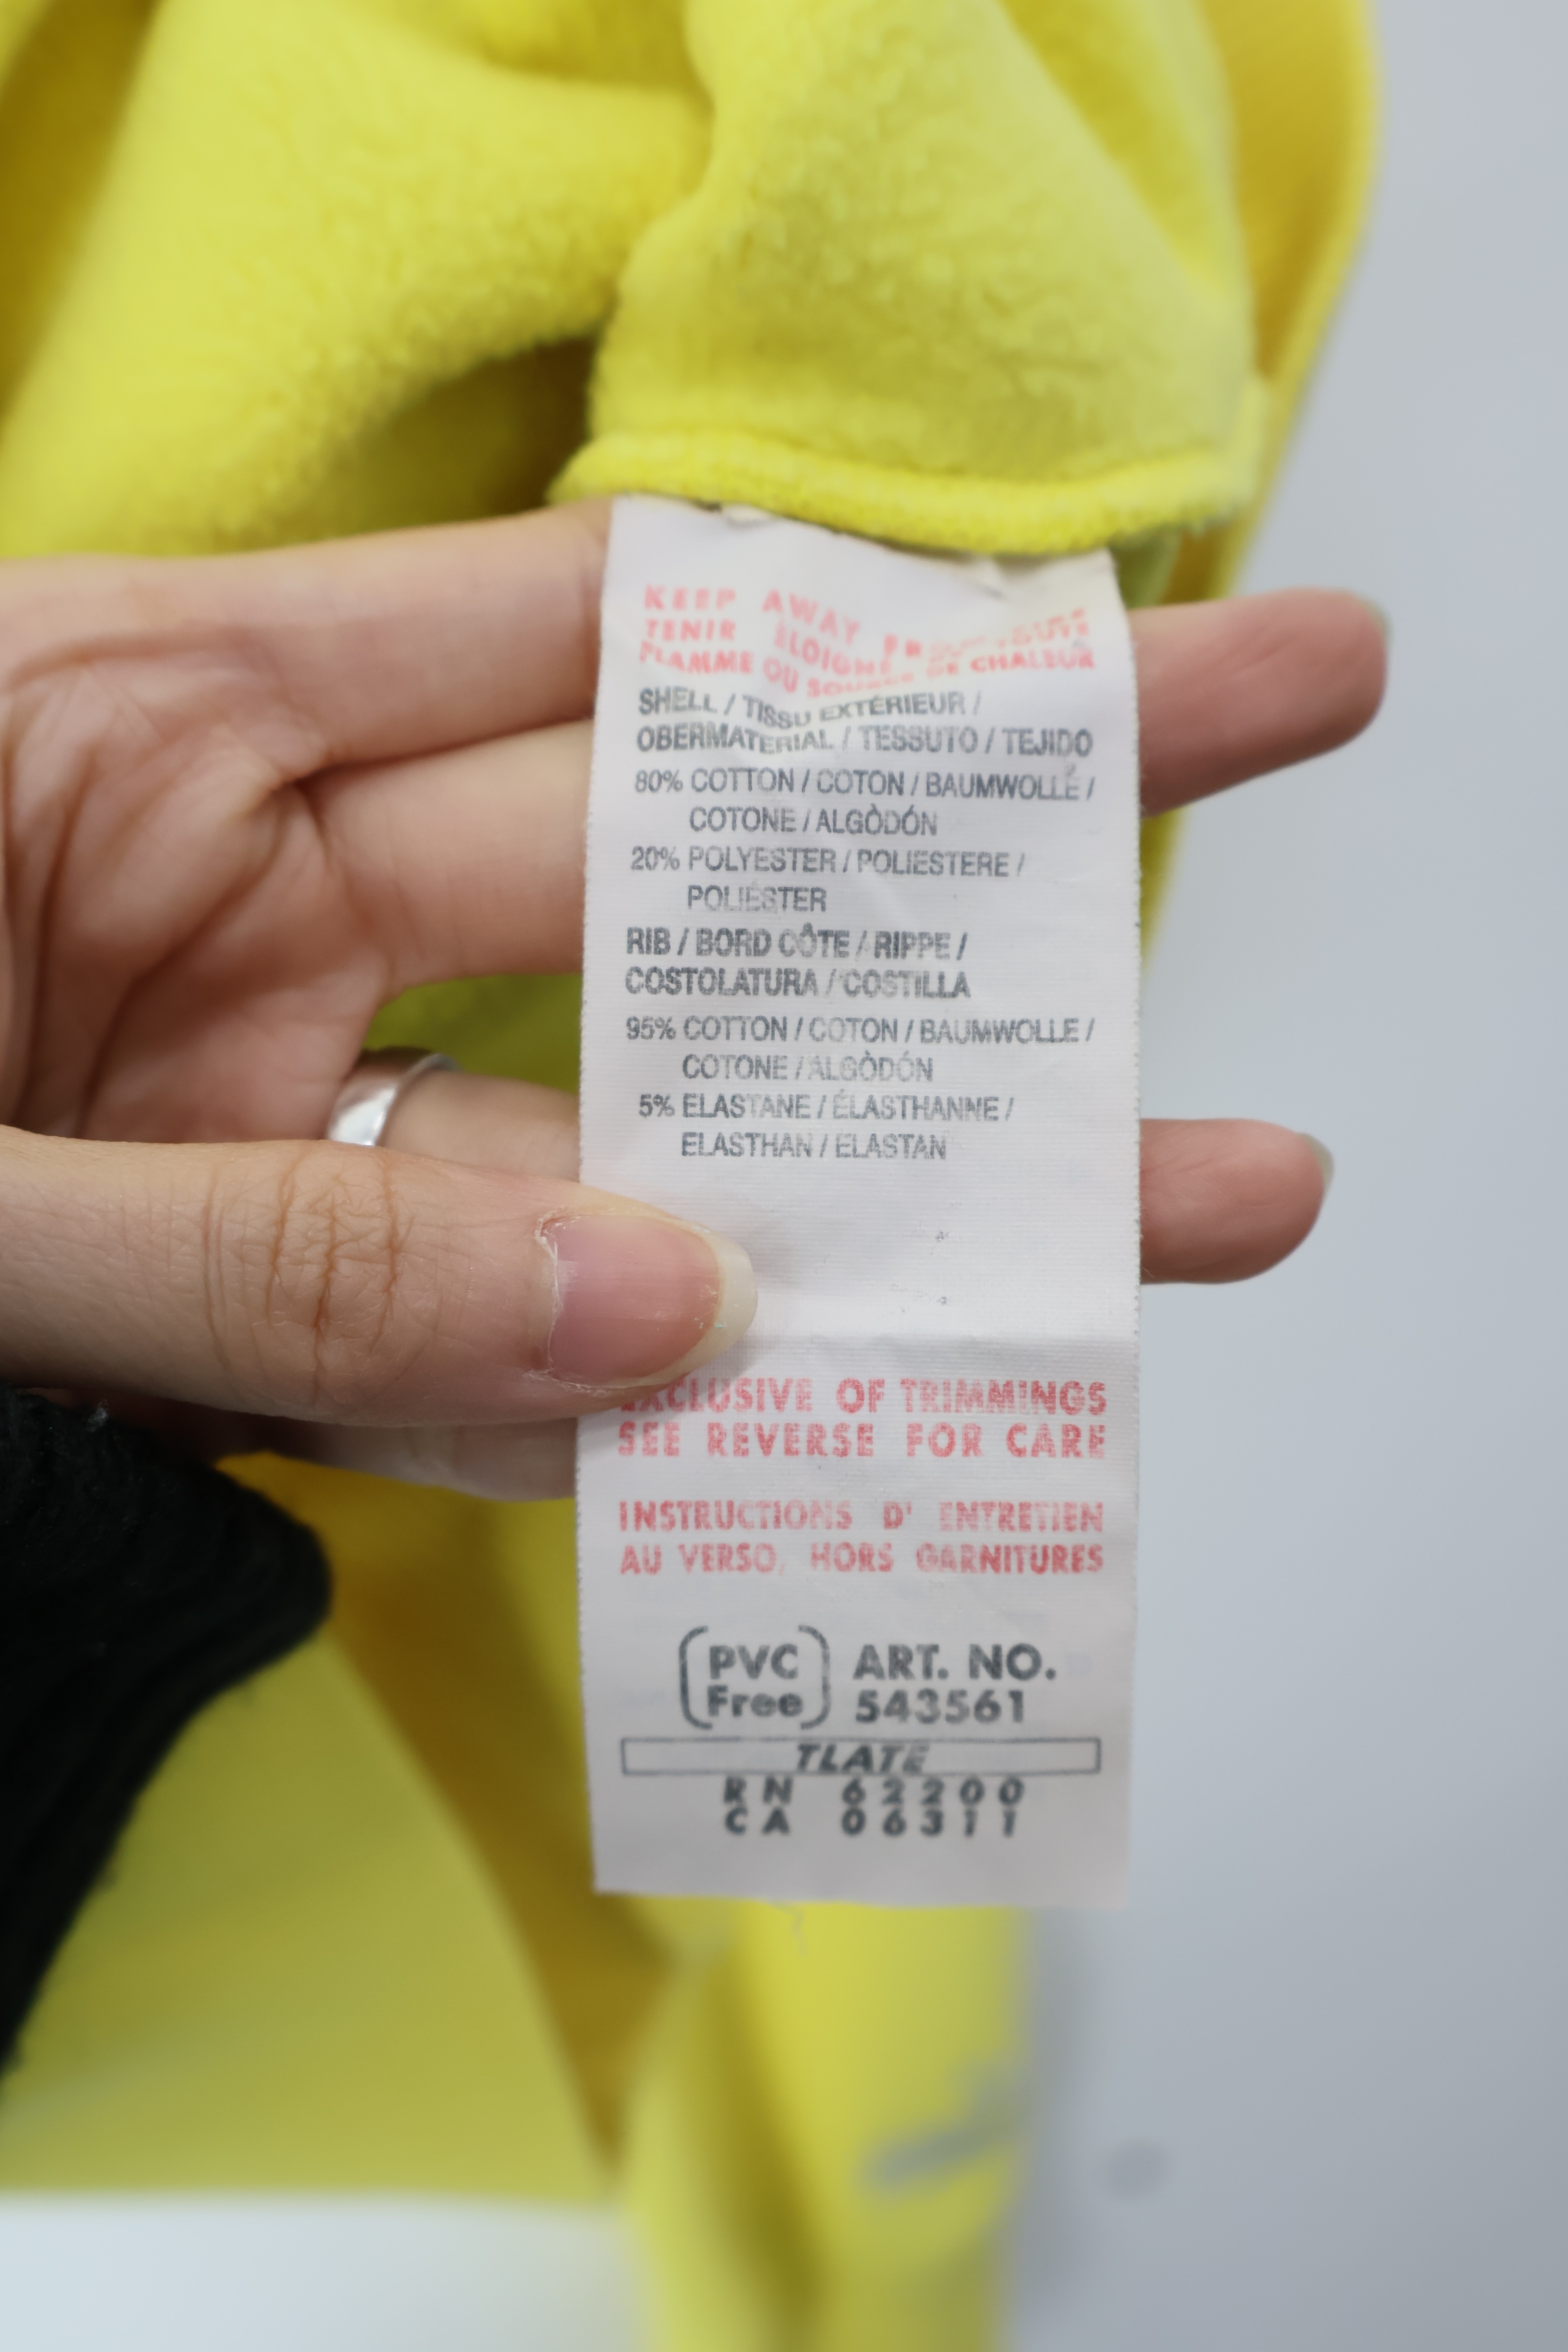 KEEP AWAY
TENIR ELOIGNE
FLAMME OU SOURCE DE CHALEUR
SHELL / TISSU EXTÉRIEUR /
OBERMATERIAL / TESSUTO / TEJIDO
80% COTTON / COTON / BAUMWOLLE /
COTONE / ALGÒDÓN
20% POLYESTER / POLIESTERE /
POLIÉSTER
RIB / BORD CÔTE / RIPPE /
COSTOLATURA / COSTILLA
95% COTTON / COTON / BAUMWOLLE /
COTONE / ALGÒDÓN
5% ELASTANE / ÉLASTHANNE /
ELASTHAN / ELASTAN
EXCLUSIVE OF TRIMMINGS
SEE REVERSE FOR CARE
INSTRUCTIONS D' ENTRETIEN
AU VERSO, HORS GARNITURES
PVC Free ART. NO.
543561
TLATE
RN 62200
CA 06311